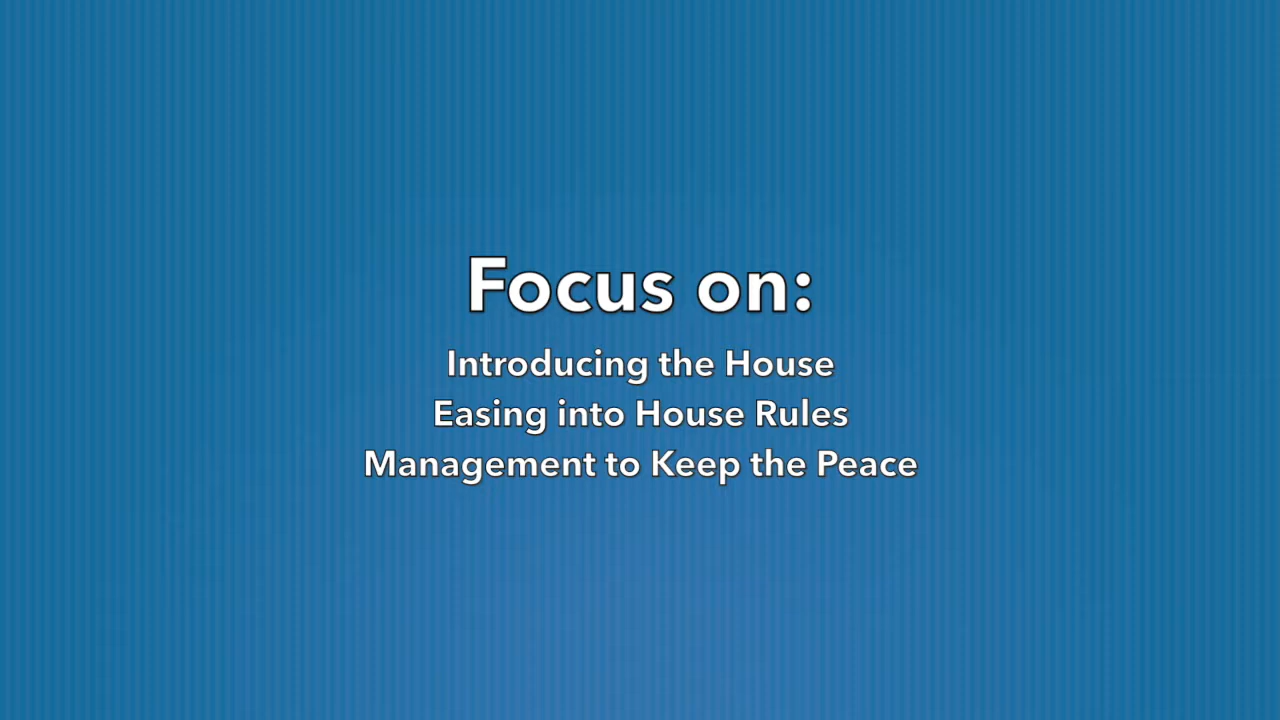 Focus on:
Introducing the House
Easing into House Rules
Management to Keep the Peace